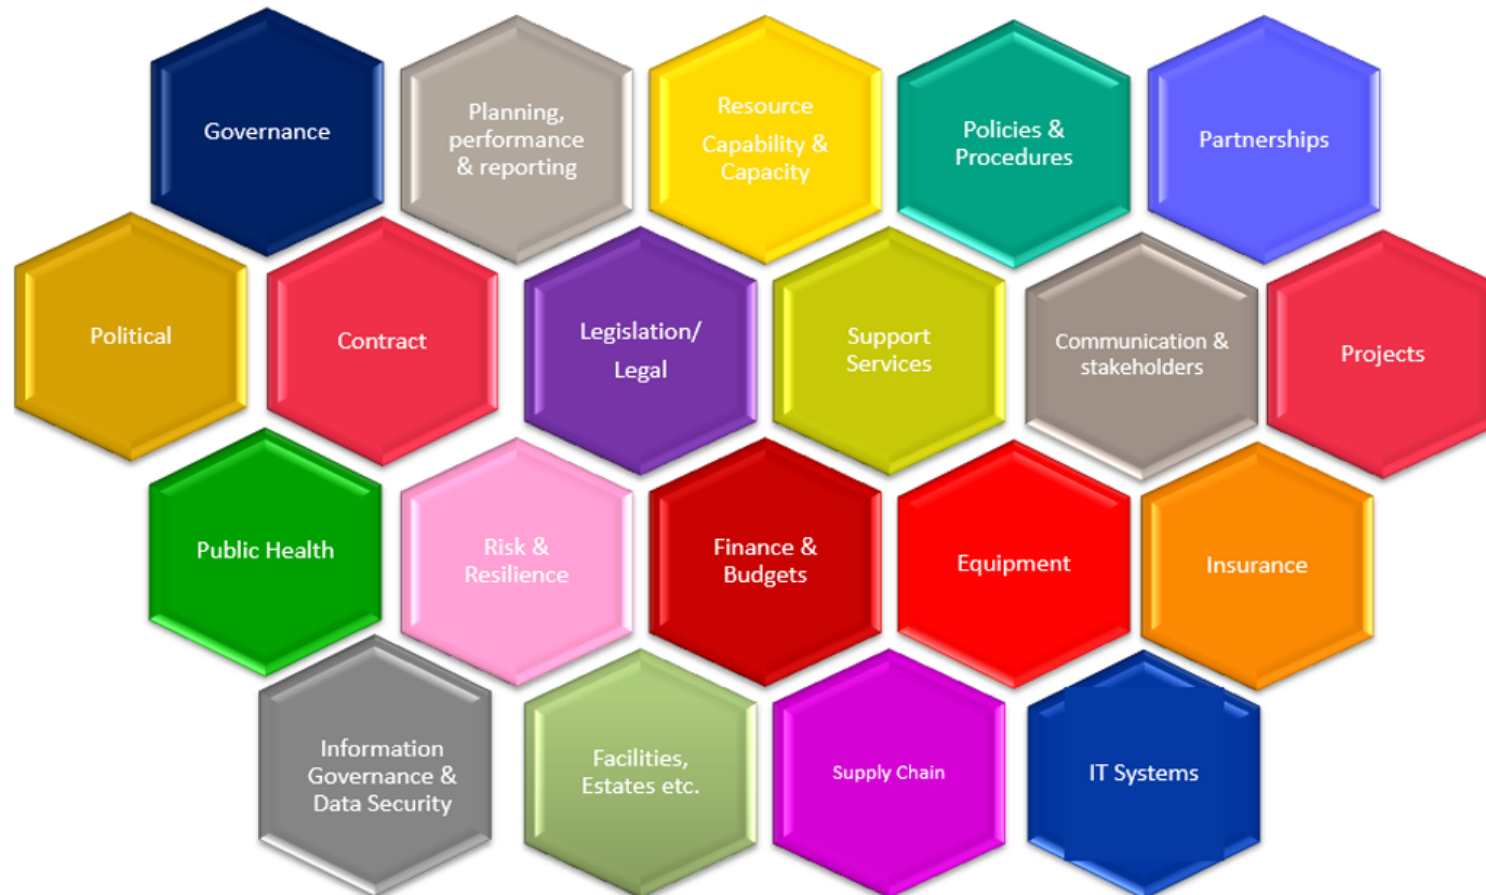 Governance
Planning,
performance
& reporting
Resource
Capability &
Capacity
Policies &
Procedures
Partnerships
Political
Contract
Legislation/
Legal
Support
Services
Communication &
stakeholders
Projects
Public Health
Risk &
Resilience
Finance &
Budgets
Equipment
Insurance
Information
Governance &
Data Security
Facilities,
Estates etc.
Supply Chain
IT Systems